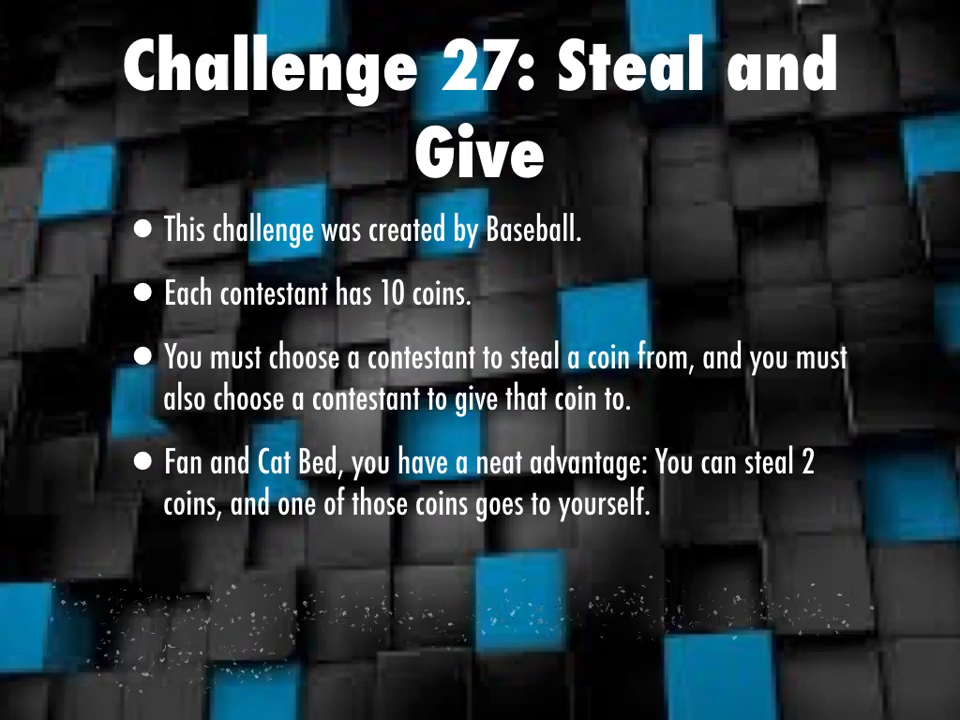 Challenge 27: Steal and
Give
● This challenge was created by Baseball.
● Each contestant has 10 coins.
● You must choose a contestant to steal a coin from, and you must
also choose a contestant to give that coin to.
● Fan and Cat Bed, you have a neat advantage: You can steal 2
coins, and one of those coins goes to yourself.